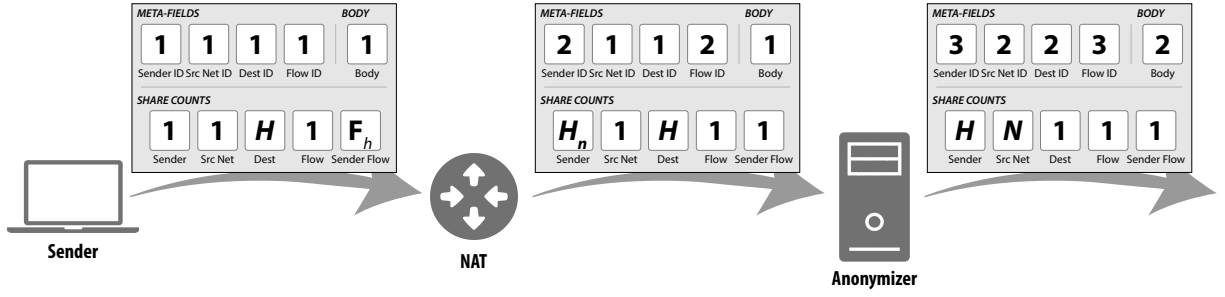 META-FIELDS BODY
1 1 1 1 1
Sender ID Src Net ID Dest ID Flow ID Body
SHARE COUNTS
1 1 H 1 Fh
Sender Src Net Dest Flow Sender Flow
META-FIELDS BODY
2 1 1 2 1
Sender ID Src Net ID Dest ID Flow ID Body
SHARE COUNTS
Hn 1 H 1 1
Sender Src Net Dest Flow Sender Flow
META-FIELDS BODY
3 2 2 3 2
Sender ID Src Net ID Dest ID Flow ID Body
SHARE COUNTS
H N 1 1 1
Sender Src Net Dest Flow Sender Flow
Sender
NAT
Anonymizer